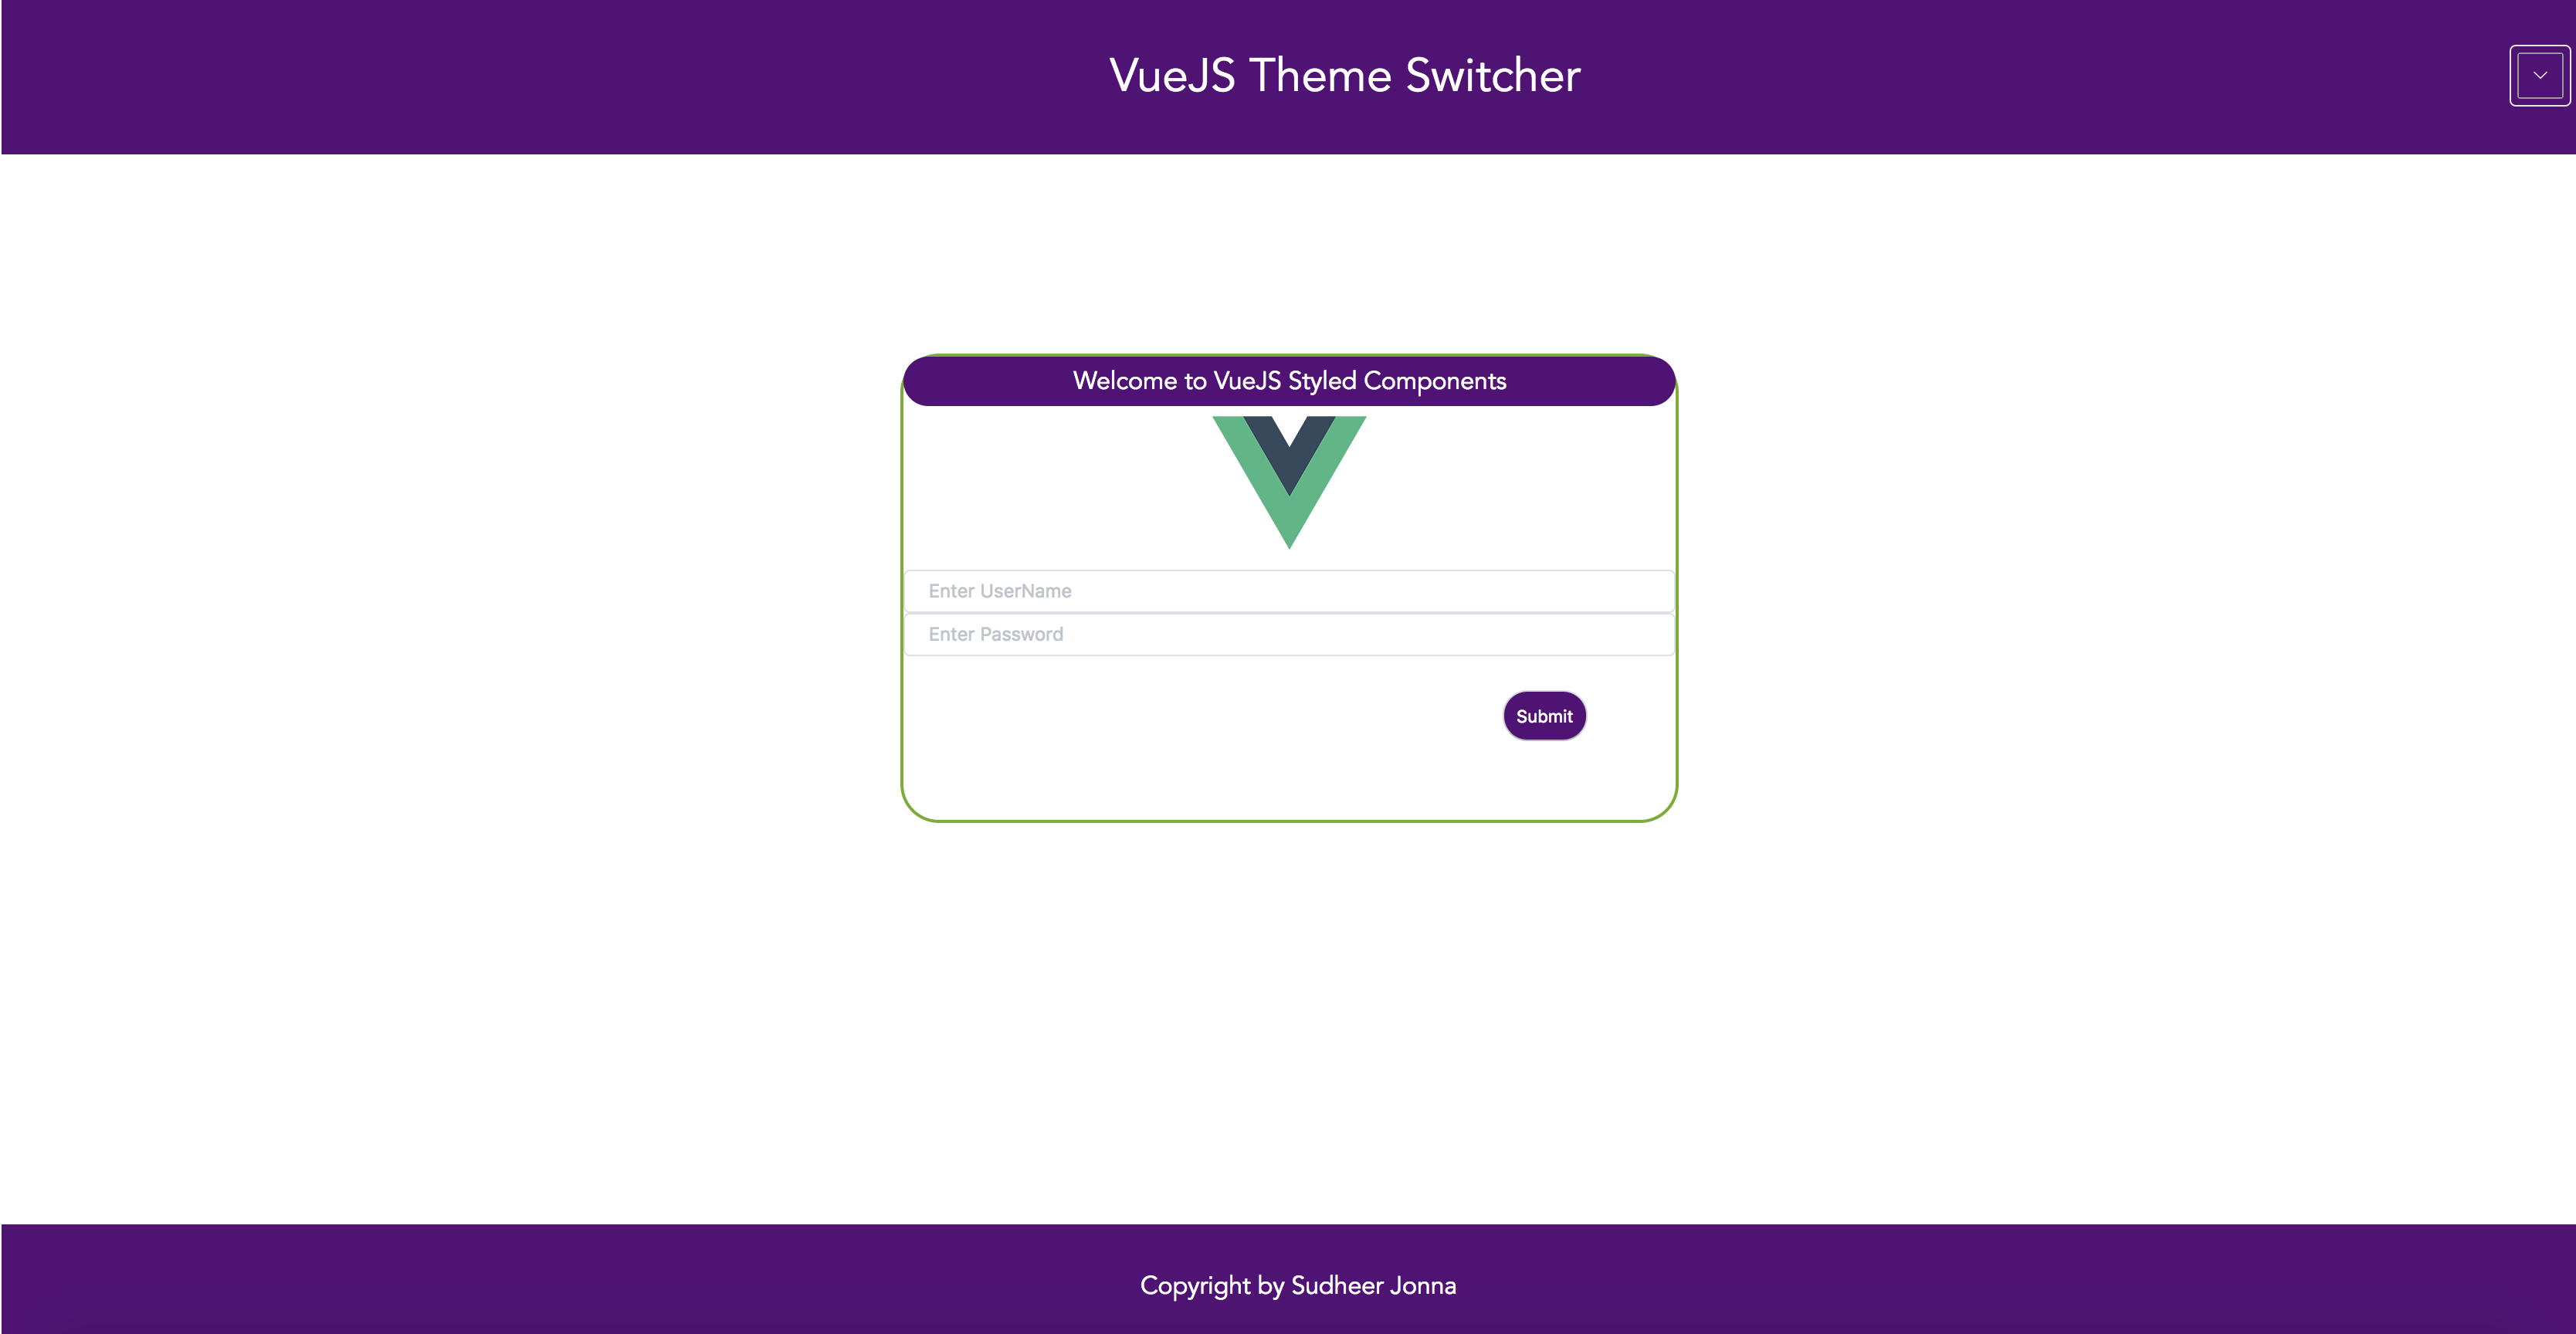 VueJS Theme Switcher
Welcome to VueJS Styled Components
Enter UserName
Enter Password
Submit
Copyright by Sudheer Jonna